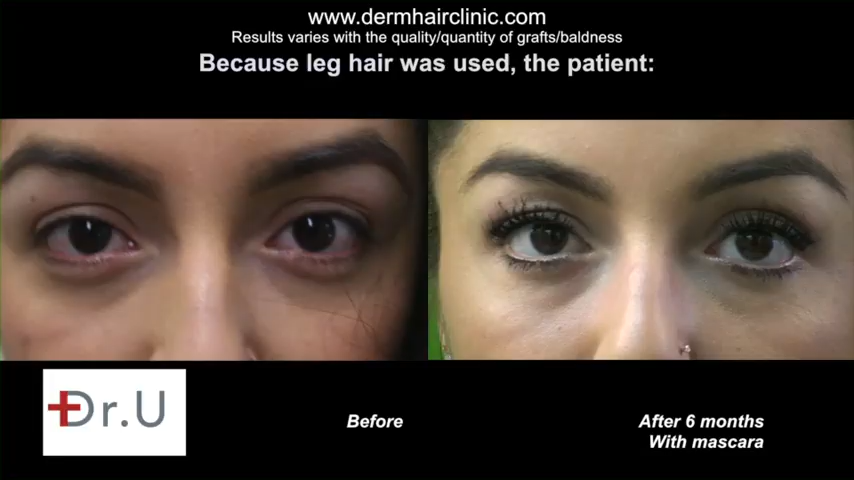 www.dermhairclinic.com
Results varies with the quality/quantity of grafts/baldness
Because leg hair was used, the patient:
Dr.U
Before
After 6 months
With mascara